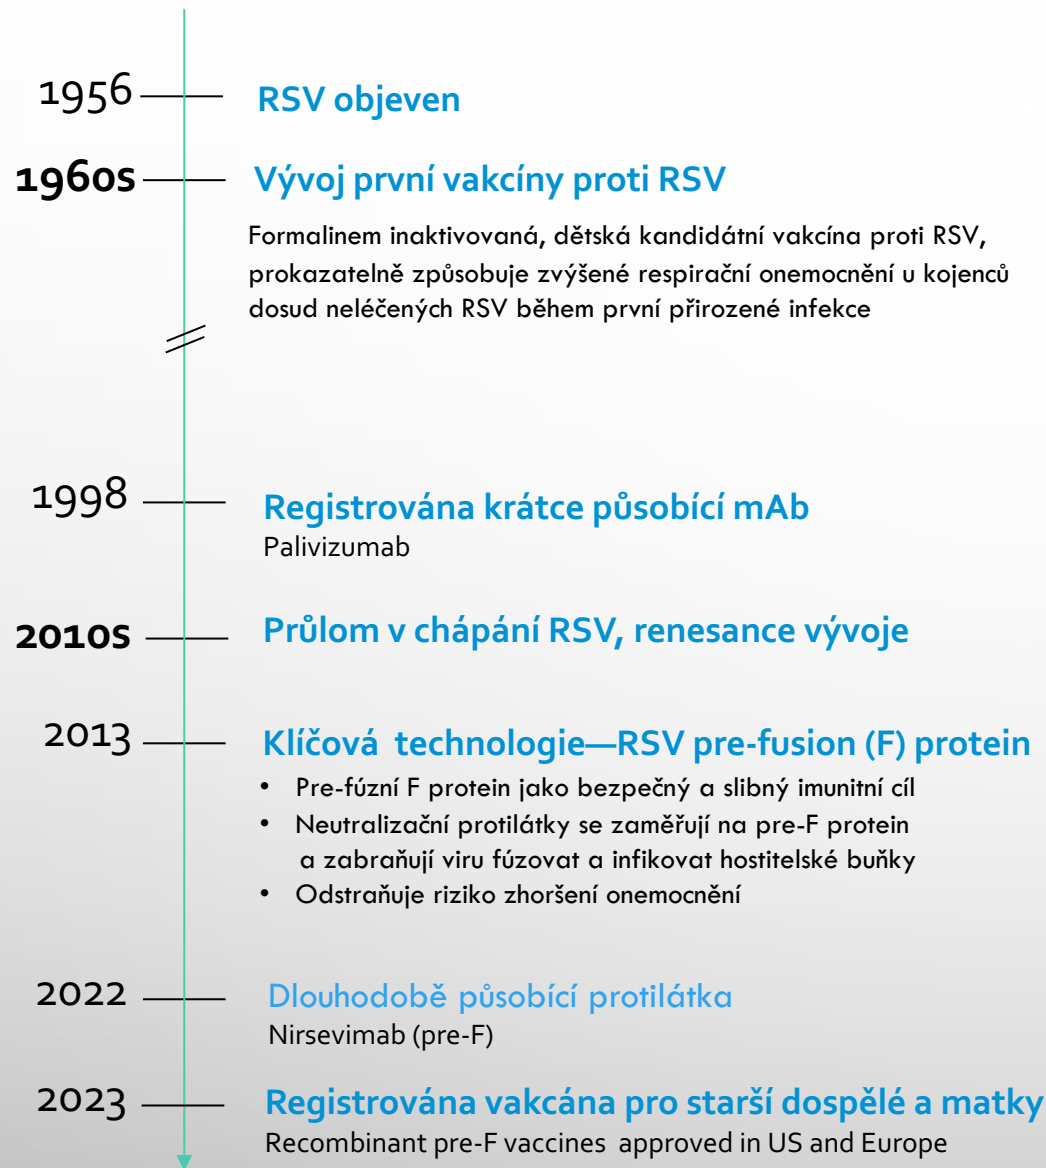 1956
RSV objeven
1960s
Vývoj první vakcíny proti RSV
Formalinem inaktivovaná, dětská kandidátní vakcína proti RSV,
prokazatelně způsobuje zvýšené respirační onemocnění u kojenců
dosud neléčených RSV během první přirozené infekce
1998
Registrována krátce působící mAb
Palivizumab
2010s
Průlom v chápání RSV, renesance vývoje
2013
Klíčová technologie—RSV pre-fusion (F) protein
• Pre-fúzní F protein jako bezpečný a slibný imunitní cíl
• Neutralizační protilátky se zaměřují na pre-F protein
a zabraňují viru fúzovat a infikovat hostitelské buňky
• Odstraňuje riziko zhoršení onemocnění
2022
Dlouhodobě působící protilátka
Nirsevimab (pre-F)
2023
Registrována vakcána pro starší dospělé a matky
Recombinant pre-F vaccines approved in US and Europe